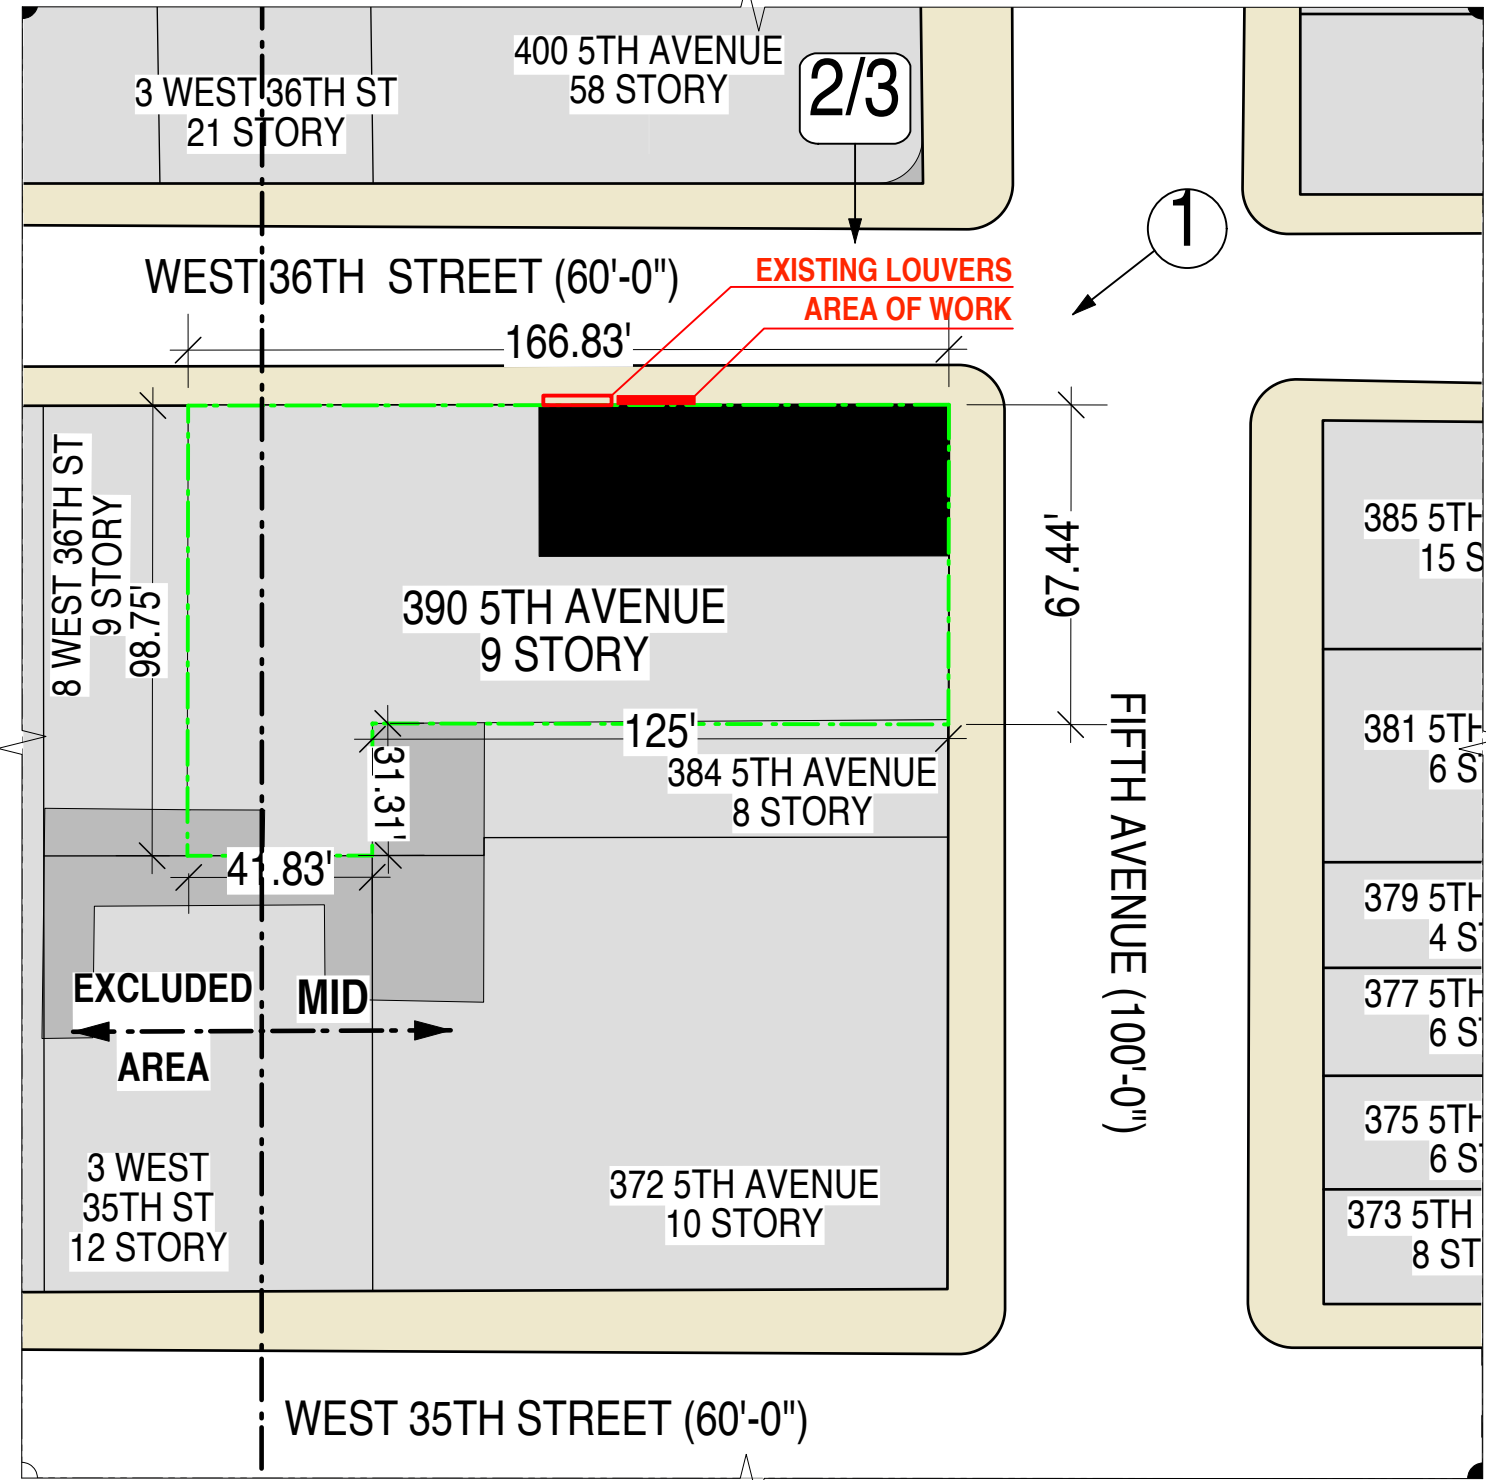 400 5TH AVENUE
58 STORY
2/3
3 WEST 36TH ST
21 STORY
1
WEST 36TH STREET (60'-0")
EXISTING LOUVERS
AREA OF WORK
166.83'
8 WEST 36TH ST
9 STORY
98.75'
390 5TH AVENUE
9 STORY
67.44'
385 5TH
15 S
125'
31.31'
384 5TH AVENUE
8 STORY
381 5TH
6 S
41.83'
FIFTH AVENUE (100'-0")
379 5TH
4 ST
EXCLUDED
AREA
MID
377 5TH
6 ST
3 WEST
35TH ST
12 STORY
372 5TH AVENUE
10 STORY
375 5TH
6 ST
373 5TH
8 ST
WEST 35TH STREET (60'-0")